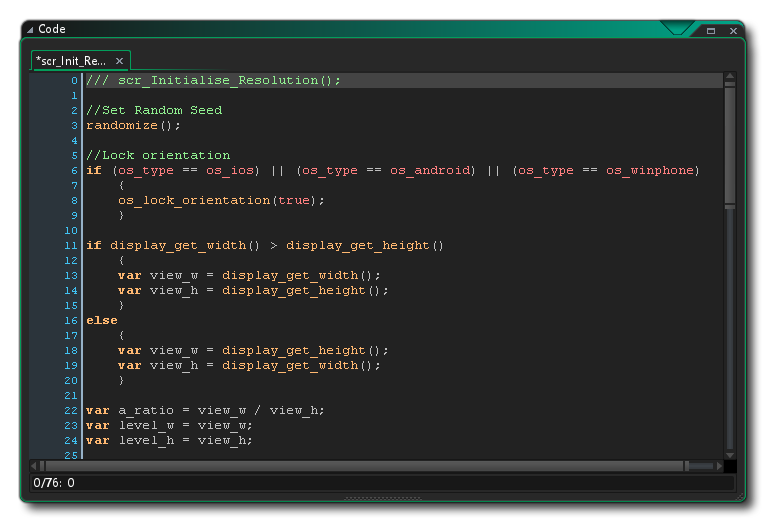 Code
*scr_Init_Re...
0 /// scr_Initialise_Resolution();
1
2 //Set Random Seed
3 randomize();
4
5 //Lock orientation
6 if (os_type == os_ios) || (os_type == os_android) || (os_type == os_winphone)
7     {
8     os_lock_orientation(true);
9     }
10
11 if display_get_width() > display_get_height()
12     {
13     var view_w = display_get_width();
14     var view_h = display_get_height();
15     }
16 else
17     {
18     var view_w = display_get_height();
19     var view_h = display_get_width();
20     }
21
22 var a_ratio = view_w / view_h;
23 var level_w = view_w;
24 var level_h = view_h;
25
0/76: 0